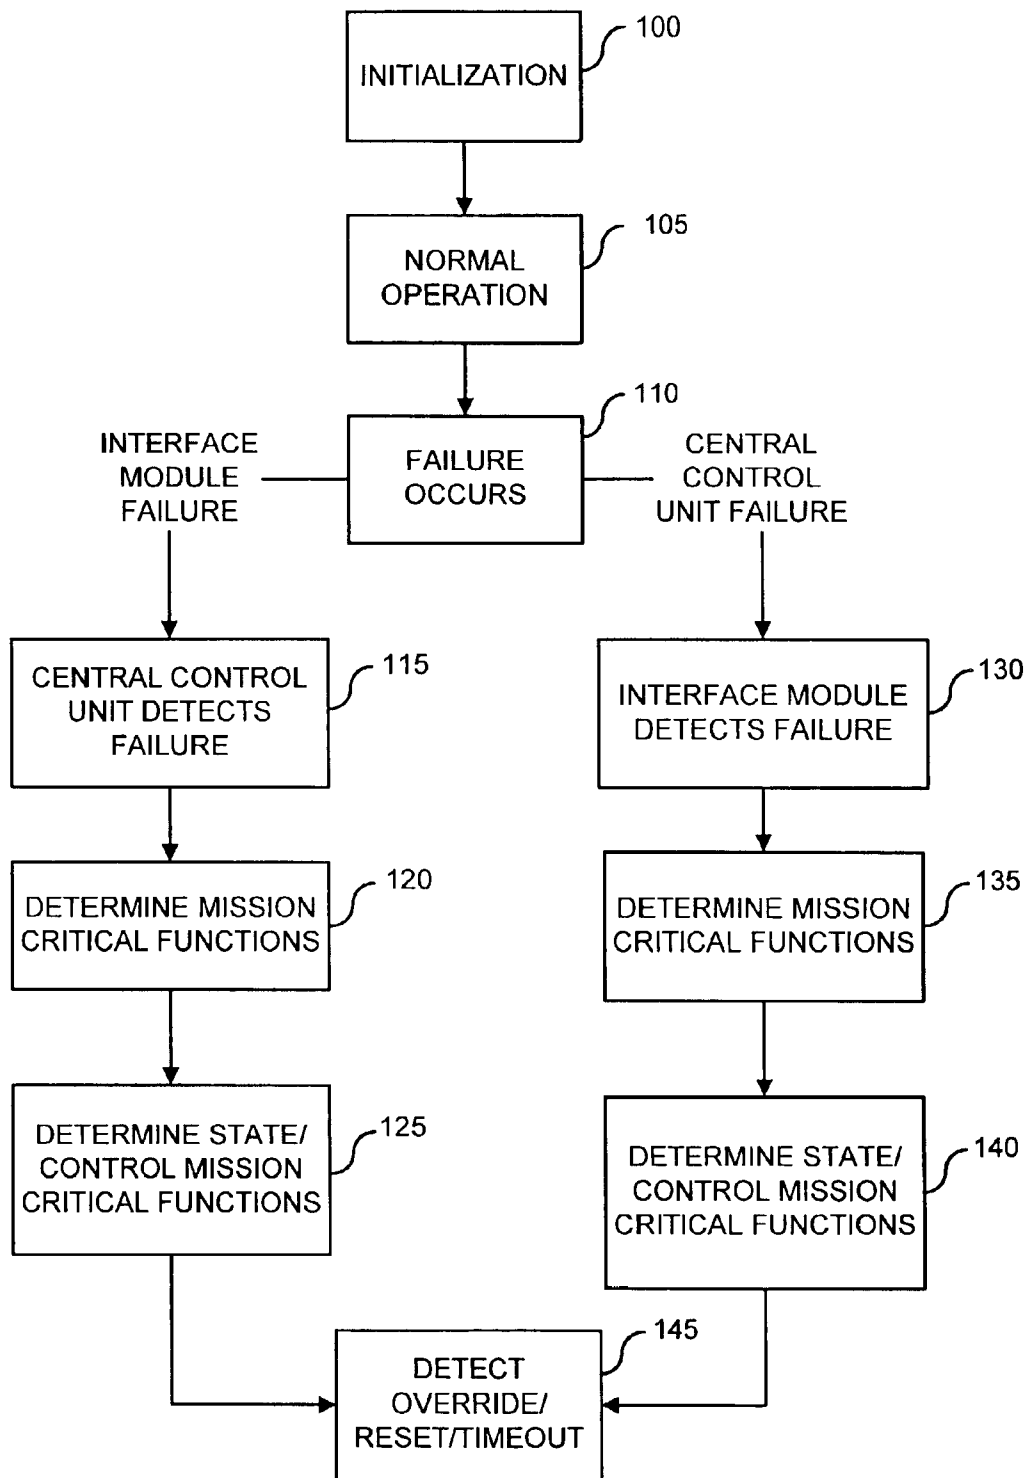 100
INITIALIZATION
105
NORMAL
OPERATION
110
FAILURE
OCCURS
INTERFACE
MODULE
FAILURE
CENTRAL
CONTROL
UNIT FAILURE
115
CENTRAL CONTROL
UNIT DETECTS
FAILURE
120
DETERMINE MISSION
CRITICAL FUNCTIONS
125
DETERMINE STATE/
CONTROL MISSION
CRITICAL FUNCTIONS
130
INTERFACE MODULE
DETECTS FAILURE
135
DETERMINE MISSION
CRITICAL FUNCTIONS
140
DETERMINE STATE/
CONTROL MISSION
CRITICAL FUNCTIONS
145
DETECT
OVERRIDE/
RESET/TIMEOUT